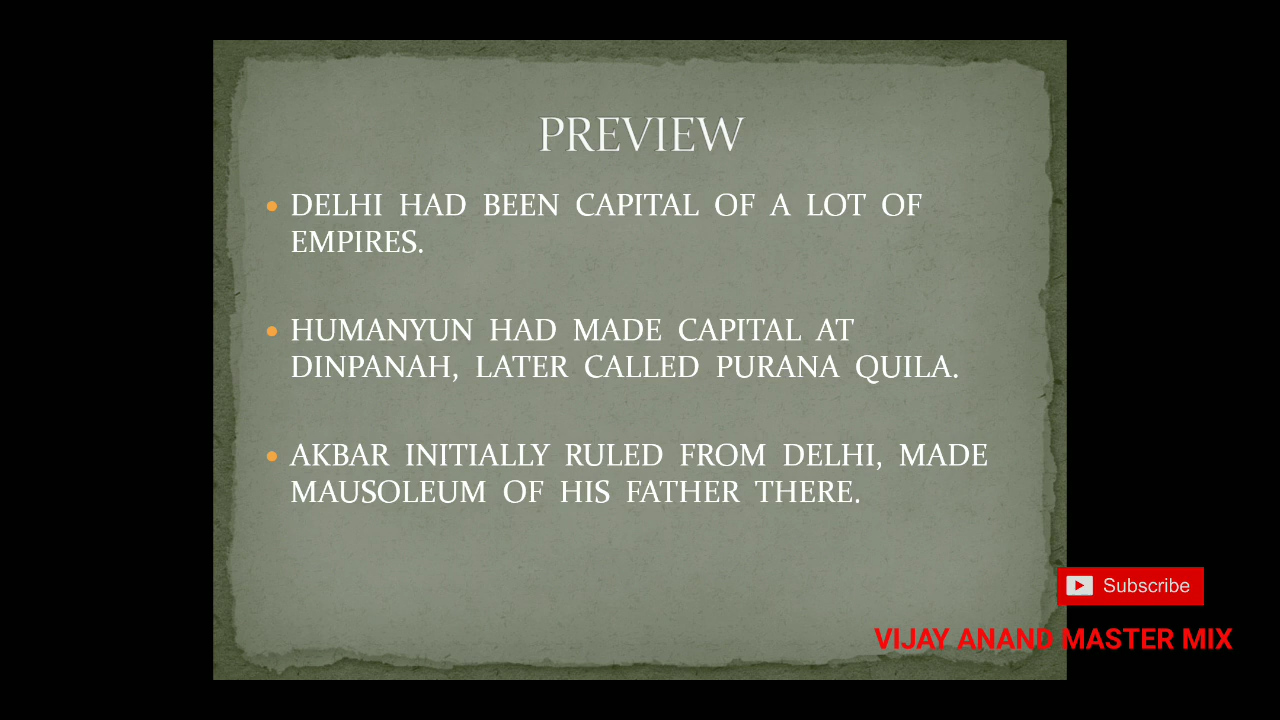 PREVIEW
• DELHI HAD BEEN CAPITAL OF A LOT OF
EMPIRES.
• HUMANYUN HAD MADE CAPITAL AT
DINPANAH, LATER CALLED PURANA QUILA.
• AKBAR INITIALLY RULED FROM DELHI, MADE
MAUSOLEUM OF HIS FATHER THERE.
Subscribe
VIJAY ANAND MASTER MIX